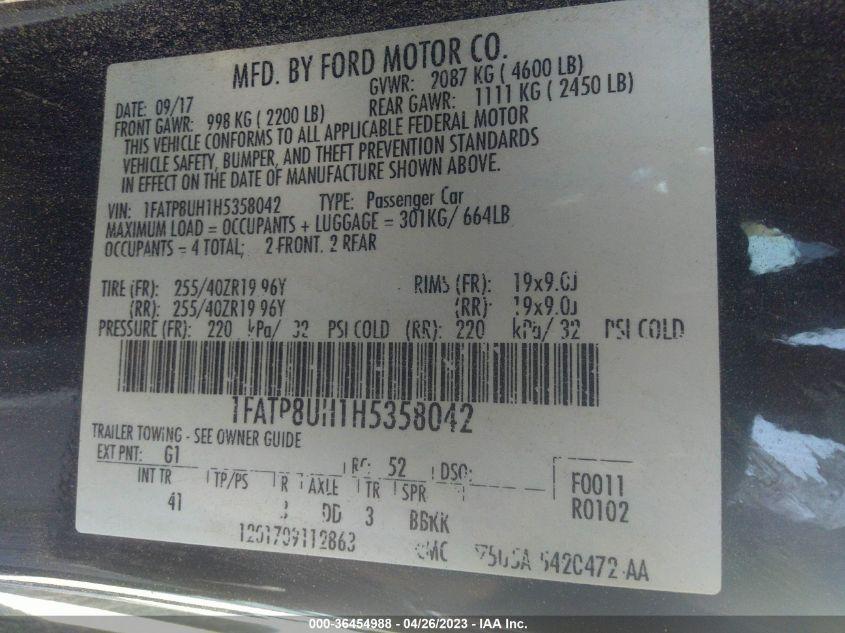 MFD. BY FORD MOTOR CO.
DATE: 09/17 GVWR: 2087 KG ( 4600 LB)
FRONT GAWR: 998 KG ( 2200 LB) REAR GAWR: 1111 KG ( 2450 LB)
THIS VEHICLE CONFORMS TO ALL APPLICABLE FEDERAL MOTOR
VEHICLE SAFETY, BUMPER, AND THEFT PREVENTION STANDARDS
IN EFFECT ON THE DATE OF MANUFACTURE SHOWN ABOVE.
VIN: 1FATP8UH1H5358042 TYPE: Passenger Car
MAXIMUM LOAD = OCCUPANTS + LUGGAGE = 301KG/ 664LB
OCCUPANTS = 4 TOTAL; 2 FRONT. 2 REAR
TIRE (FR): 255/40ZR19 96Y RIMS (FR): 19x9.0J
(RR): 255/40ZR19 96Y (RR): 19x9.0J
PRESSURE (FR): 220 kPa/ 32 PSI COLD (RR): 220 kPa/ 32 PSI COLD
1FATP8UH1H5358042
TRAILER TOWING - SEE OWNER GUIDE
EXT PNT: G1 RC: 52 DSO:
INT TR TP/PS R AXLE TR SPR F0011
41 3 DD 3 BBKK R0102
1201709112863 5420472-AA
000-36454988 - 04/26/2023 - IAA Inc.